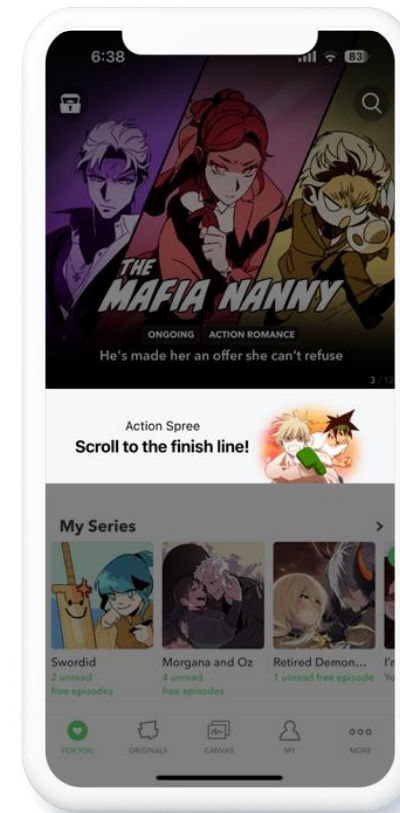 6:38
83
THE
MAFIA NANNY
ONGOING ACTION ROMANCE
He's made her an offer she can't refuse
3 / 12
Action Spree
Scroll to the finish line!
My Series
Swordid
2 unread
free episodes
Morgana and Oz
4 unread
free episodes
Retired Demon...
1 unread free episode
I'm
FOR YOU
ORIGINALS
CANVAS
MY
MORE